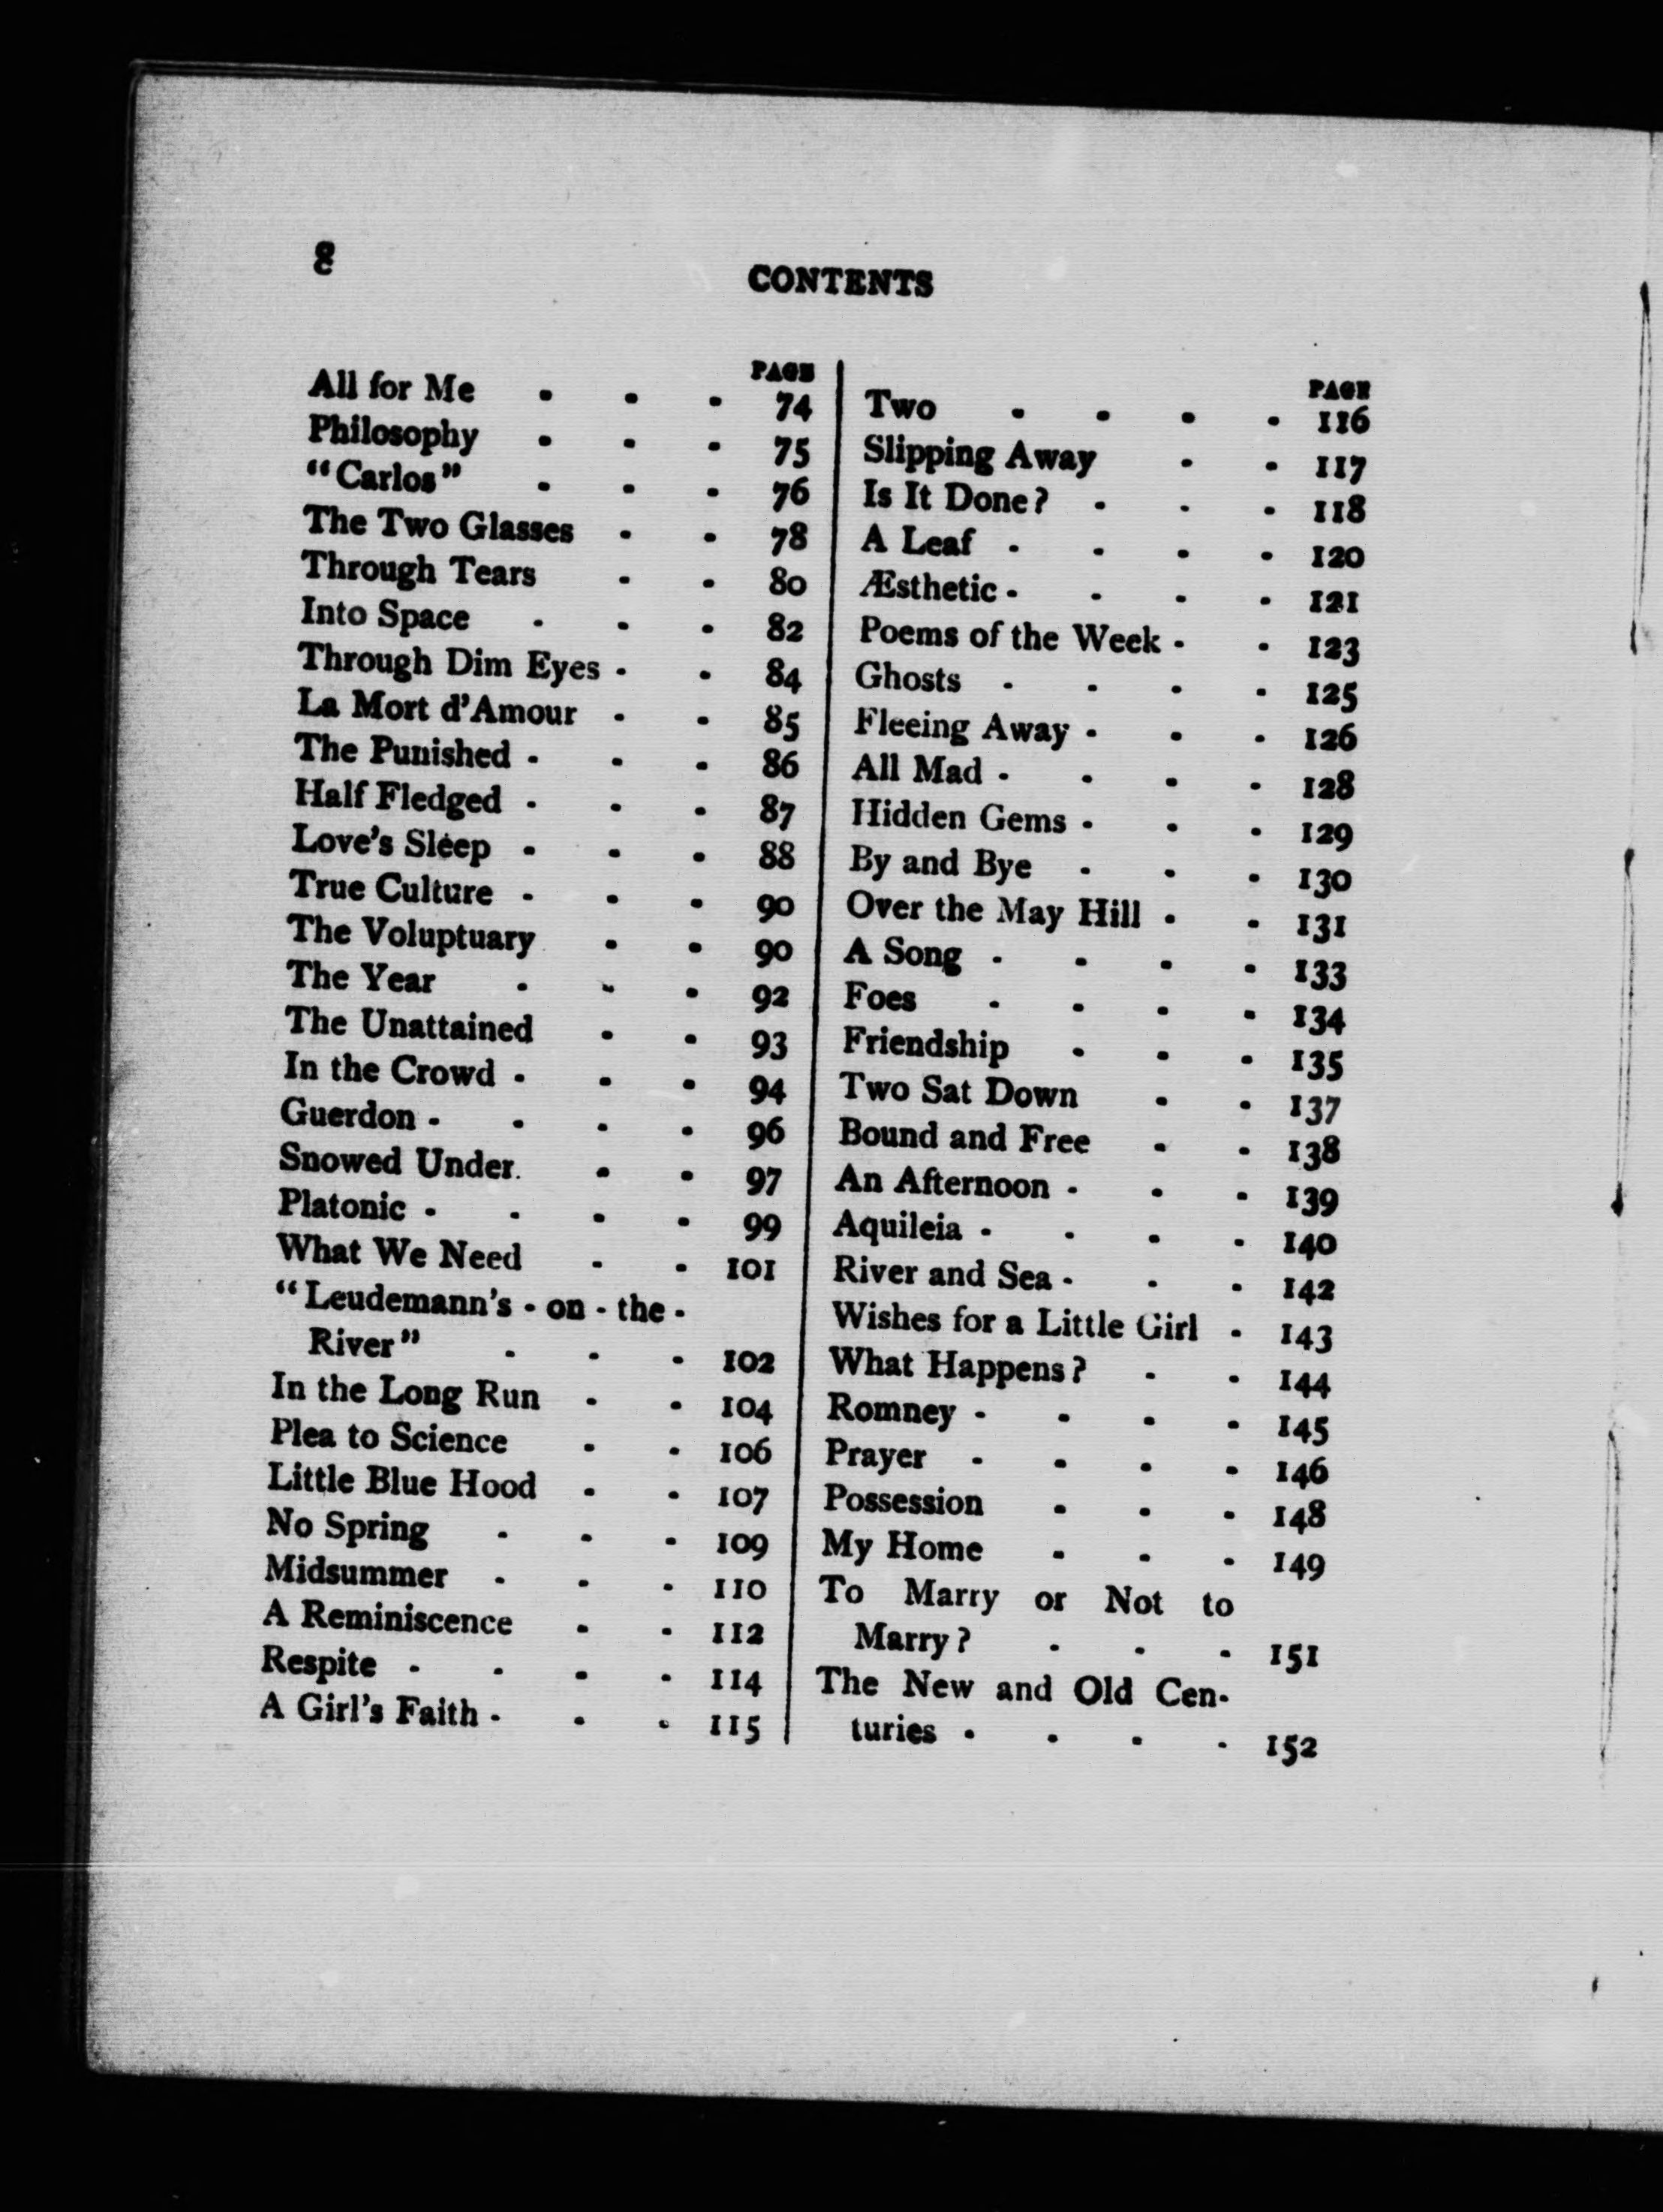 8
CONTENTS
PAGE
All for Me - - - 74
Philosophy - - - 75
"Carlos" - - - 76
The Two Glasses - - 78
Through Tears - - 80
Into Space - - - 82
Through Dim Eyes - - 84
La Mort d'Amour - - 85
The Punished - - - 86
Half Fledged - - - 87
Love's Sleep - - - 88
True Culture - - - 90
The Voluptuary - - 90
The Year - - - 92
The Unattained - - 93
In the Crowd - - - 94
Guerdon - - - - 96
Snowed Under - - 97
Platonic - - - - 99
What We Need - - 101
"Leudemann's - on - the -
River" - - - 102
In the Long Run - - 104
Plea to Science - - 106
Little Blue Hood - - 107
No Spring - - - 109
Midsummer - - - 110
A Reminiscence - - 112
Respite - - - - 114
A Girl's Faith - - - 115
PAGE
Two - - - - 116
Slipping Away - - 117
Is It Done? - - - 118
A Leaf - - - - 120
Æsthetic - - - - 121
Poems of the Week - - 123
Ghosts - - - - 125
Fleeing Away - - - 126
All Mad - - - - 128
Hidden Gems - - - 129
By and Bye - - - 130
Over the May Hill - - 131
A Song - - - - 133
Foes - - - - 134
Friendship - - - 135
Two Sat Down - - 137
Bound and Free - - 138
An Afternoon - - - 139
Aquileia - - - - 140
River and Sea - - - 142
Wishes for a Little Girl - 143
What Happens? - - 144
Romney - - - - 145
Prayer - - - - 146
Possession - - - 148
My Home - - - 149
To Marry or Not to
Marry? - - - 151
The New and Old Cen-
turies - - - - 152